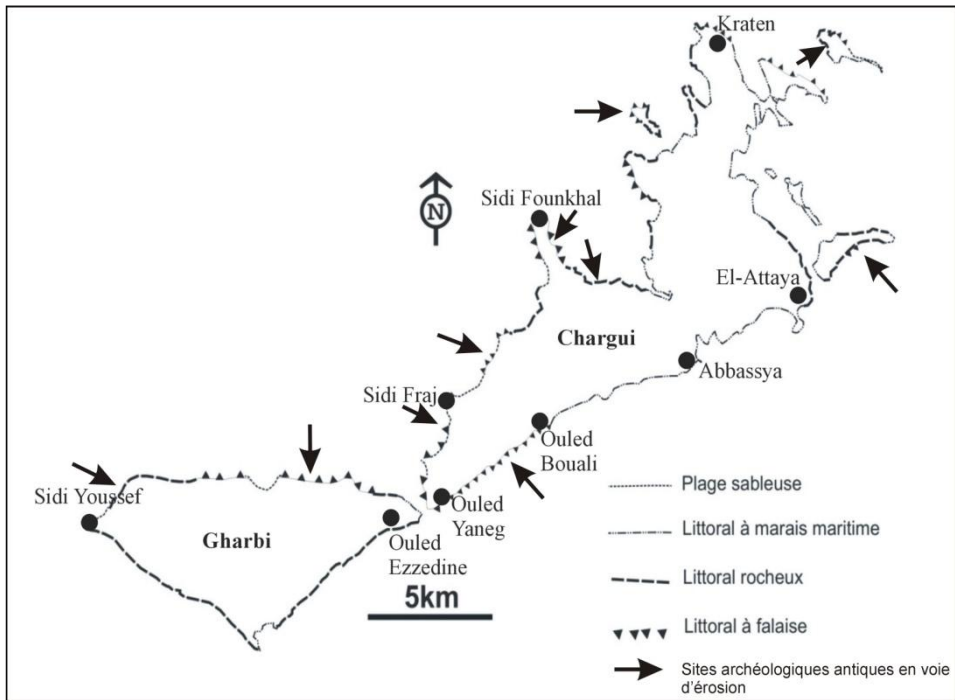 Kraten
N
Sidi Founkhal
El-Attaya
Chargui
Abbassya
Sidi Fraj
Ouled
Bouali
Sidi Youssef
Ouled
Yaneg
Gharbi
Ouled
Ezzedine
5km
Plage sableuse
Littoral à marais maritime
Littoral rocheux
Littoral à falaise
Sites archéologiques antiques en voie
d'érosion